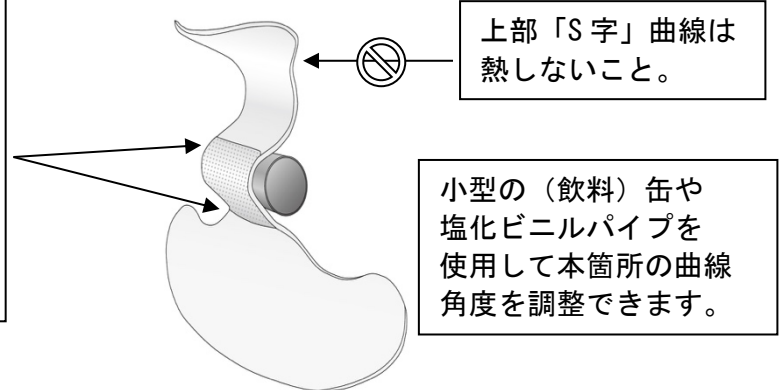 上部「S字」曲線は
熱しないこと。
小型の（飲料）缶や
塩化ビニルパイプを
使用して本箇所の曲線
角度を調整できます。